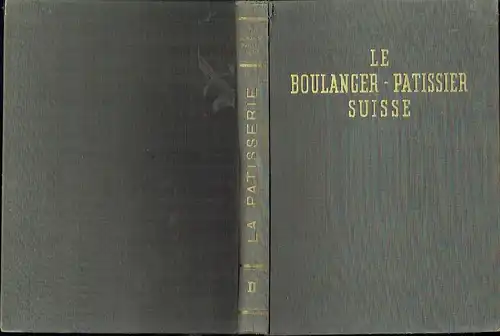 LE
BOULANGER - PATISSIER
SUISSE
LA PATISSERIE
II